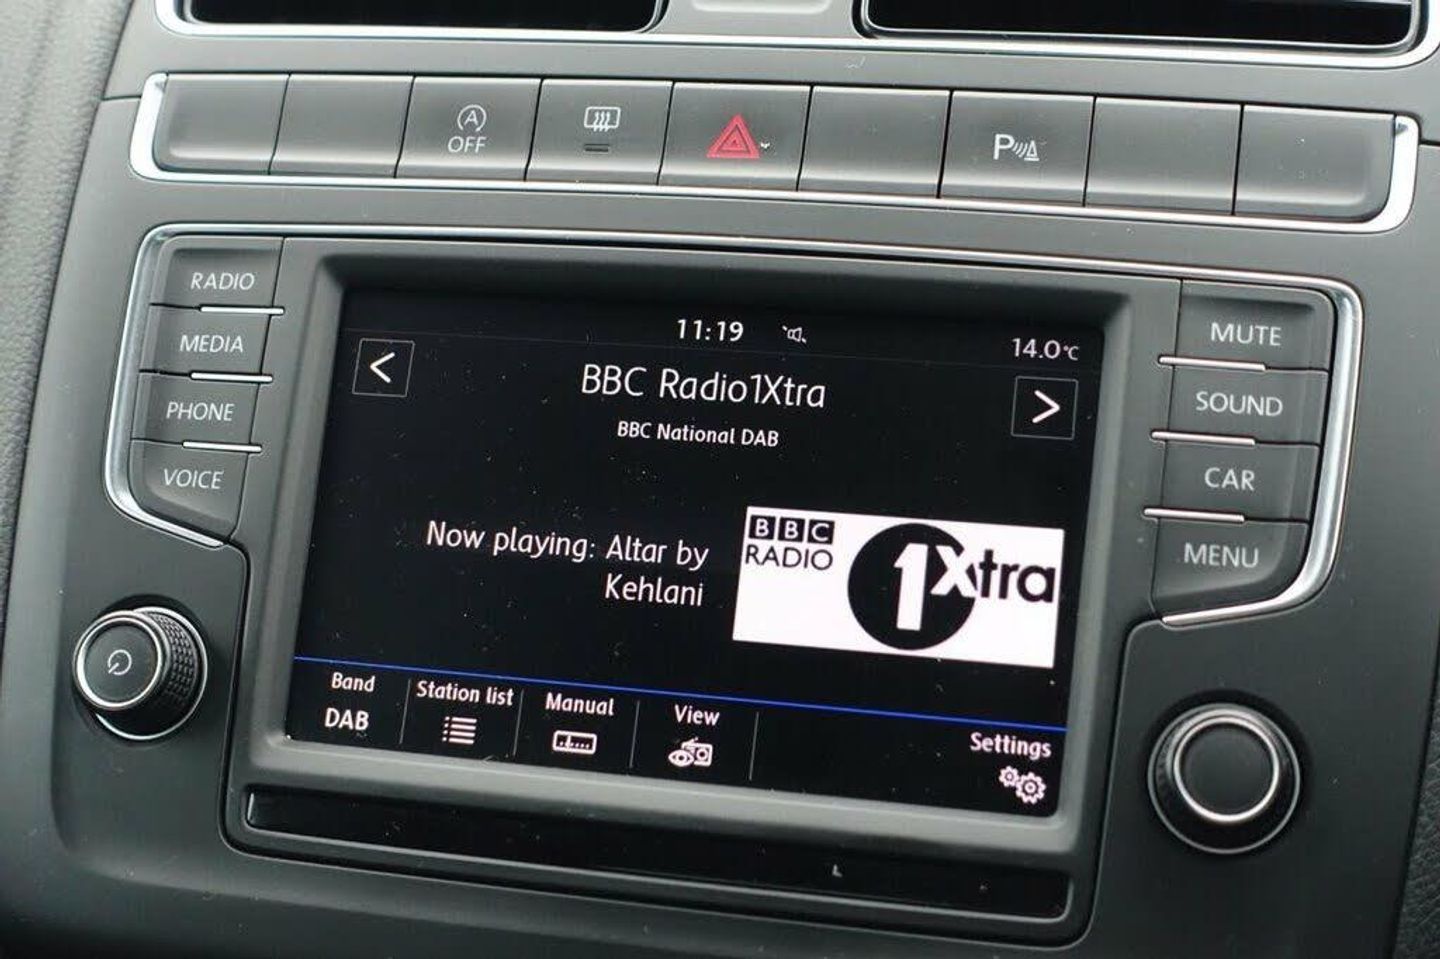 A
OFF
P
RADIO
MEDIA
PHONE
VOICE
MUTE
SOUND
CAR
MENU
11:19
14.0°C
<
>
BBC Radio1Xtra
BBC National DAB
Now playing: Altar by
Kehlani
BBC
RADIO
1Xtra
Band
DAB
Station list
Manual
View
Settings